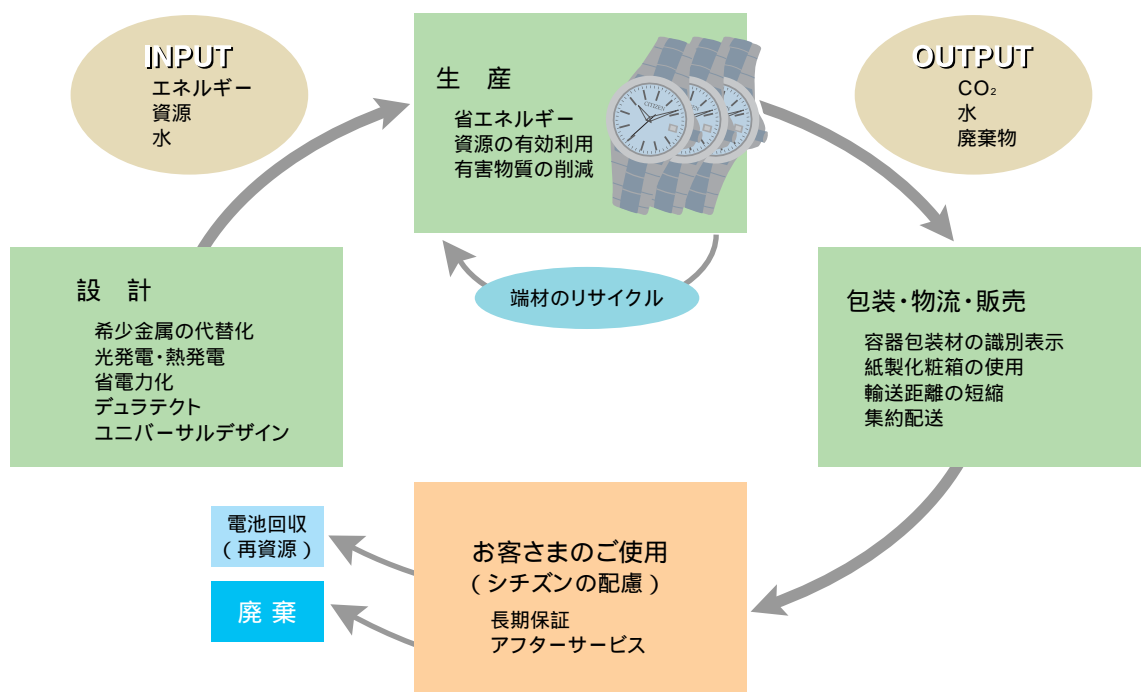 INPUT
エネルギー
資源
水
生 産
省エネルギー
資源の有効利用
有害物質の削減
CITIZEN
OUTPUT
CO₂
水
廃棄物
設 計
希少金属の代替化
光発電・熱発電
省電力化
デュラテクト
ユニバーサルデザイン
端材のリサイクル
包装・物流・販売
容器包装材の識別表示
紙製化粧箱の使用
輸送距離の短縮
集約配送
お客さまのご使用
(シチズンの配慮)
長期保証
アフターサービス
電池回収
(再資源)
廃 棄